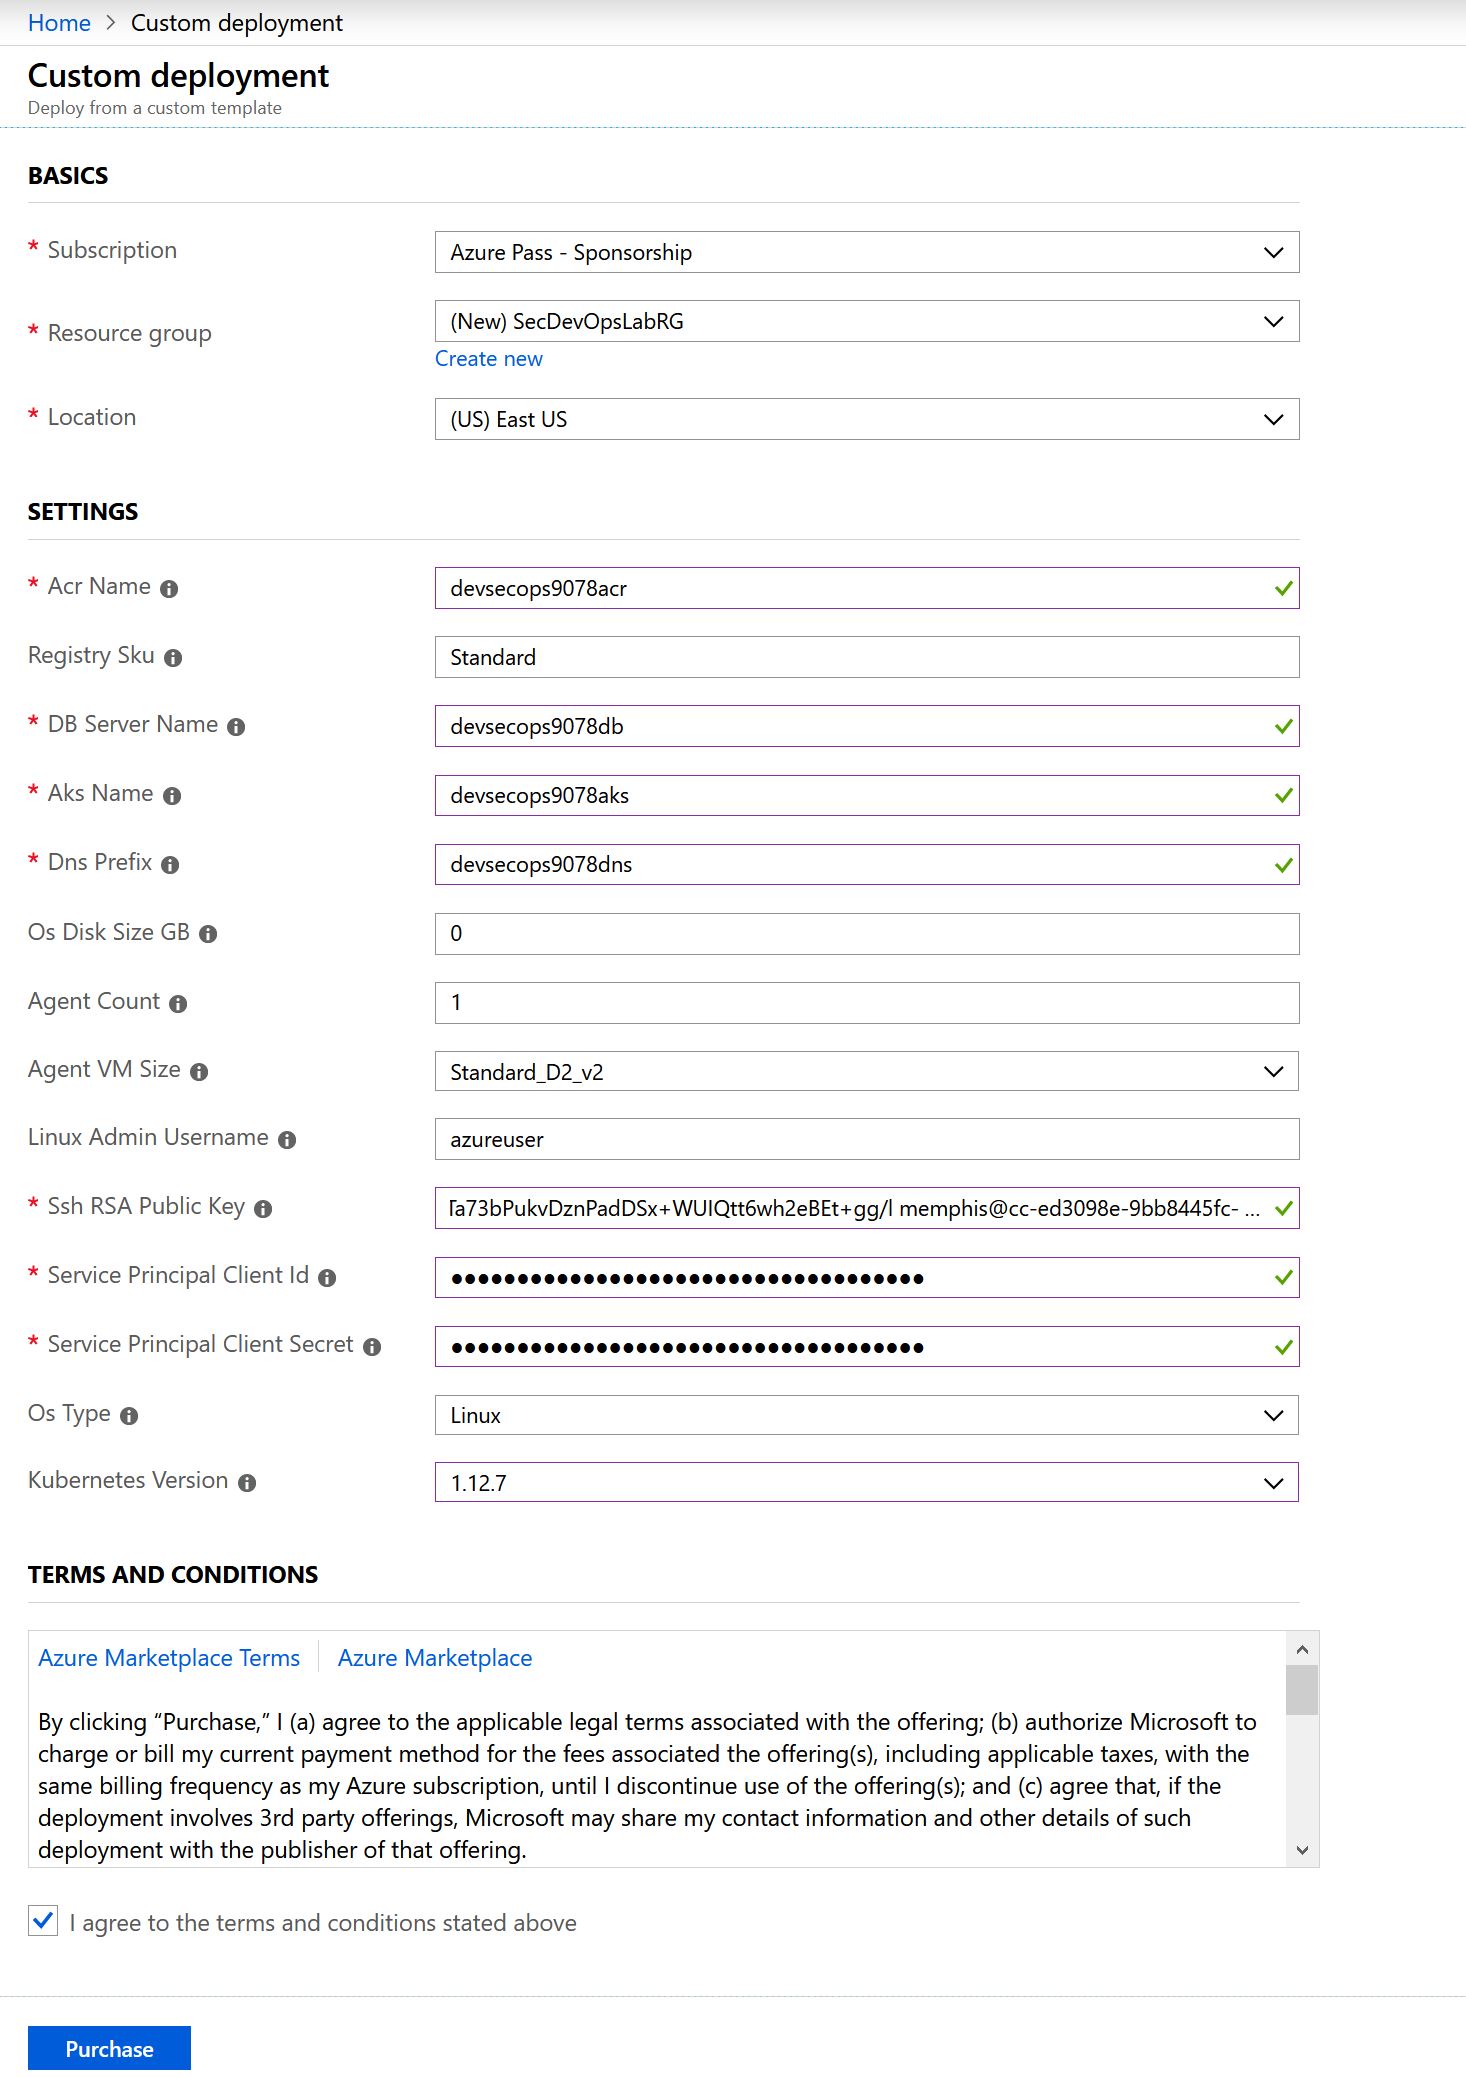 Home > Custom deployment
Custom deployment
Deploy from a custom template
BASICS
* Subscription
Azure Pass - Sponsorship
* Resource group
(New) SecDevOpsLabRG
Create new
* Location
(US) East US
SETTINGS
* Acr Name
devsecops9078acr
Registry Sku
Standard
* DB Server Name
devsecops9078db
* Aks Name
devsecops9078aks
* Dns Prefix
devsecops9078dns
Os Disk Size GB
0
Agent Count
1
Agent VM Size
Standard_D2_v2
Linux Admin Username
azureuser
* Ssh RSA Public Key
Ta73bPukvDznPadDSx+WUIQtt6wh2eBEt+gg/l memphis@cc-ed3098e-9bb8445fc- ...
* Service Principal Client Id
●●●●●●●●●●●●●●●●●●●●●●●●●●●●●●●●●●●●
* Service Principal Client Secret
●●●●●●●●●●●●●●●●●●●●●●●●●●●●●●●●●●●●
Os Type
Linux
Kubernetes Version
1.12.7
TERMS AND CONDITIONS
Azure Marketplace Terms | Azure Marketplace
By clicking “Purchase,” I (a) agree to the applicable legal terms associated with the offering; (b) authorize Microsoft to
charge or bill my current payment method for the fees associated the offering(s), including applicable taxes, with the
same billing frequency as my Azure subscription, until I discontinue use of the offering(s); and (c) agree that, if the
deployment involves 3rd party offerings, Microsoft may share my contact information and other details of such
deployment with the publisher of that offering.
I agree to the terms and conditions stated above
Purchase